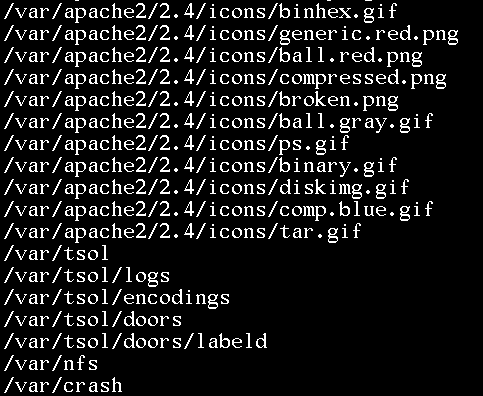 /var/apache2/2.4/icons/binhex.gif
/var/apache2/2.4/icons/generic.red.png
/var/apache2/2.4/icons/ball.red.png
/var/apache2/2.4/icons/compressed.png
/var/apache2/2.4/icons/broken.png
/var/apache2/2.4/icons/ball.gray.gif
/var/apache2/2.4/icons/ps.gif
/var/apache2/2.4/icons/binary.gif
/var/apache2/2.4/icons/diskimg.gif
/var/apache2/2.4/icons/comp.blue.gif
/var/apache2/2.4/icons/tar.gif
/var/tsol
/var/tsol/logs
/var/tsol/encodings
/var/tsol/doors
/var/tsol/doors/labeld
/var/nfs
/var/crash